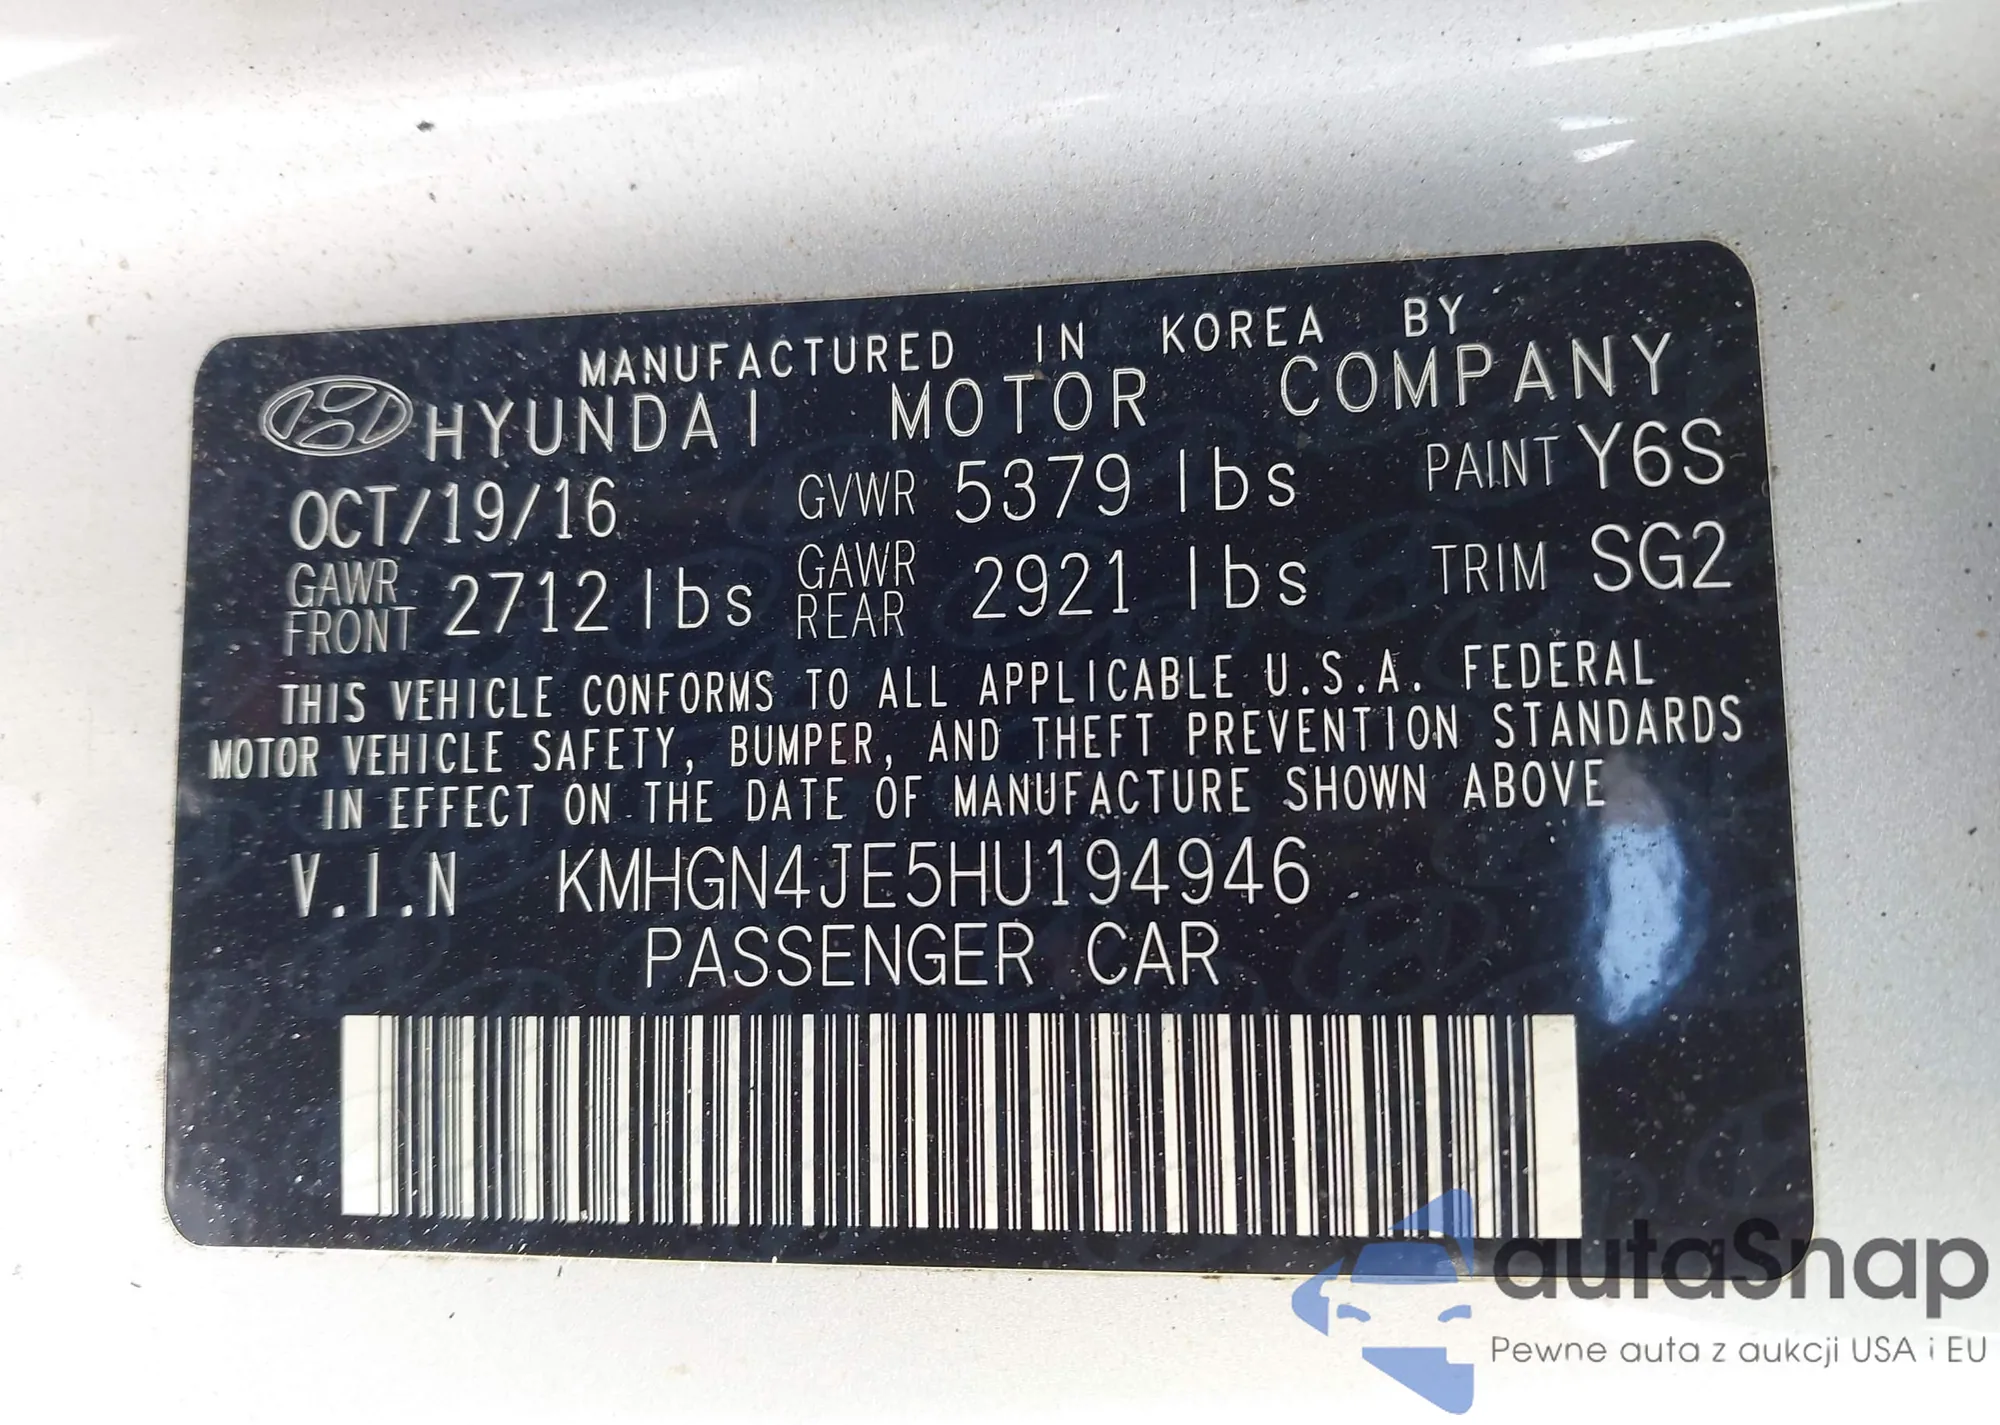 MANUFACTURED IN KOREA BY
HYUNDAI MOTOR COMPANY
OCT/19/16 GVWR 5379 lbs PAINT Y6S
GAWR FRONT 2712 lbs GAWR REAR 2921 lbs TRIM SG2
THIS VEHICLE CONFORMS TO ALL APPLICABLE U.S.A. FEDERAL
MOTOR VEHICLE SAFETY, BUMPER, AND THEFT PREVENTION STANDARDS
IN EFFECT ON THE DATE OF MANUFACTURE SHOWN ABOVE
V.I.N KMHGN4JE5HU194946
PASSENGER CAR
autaSnap
Pewne auta z aukcji USA i EU